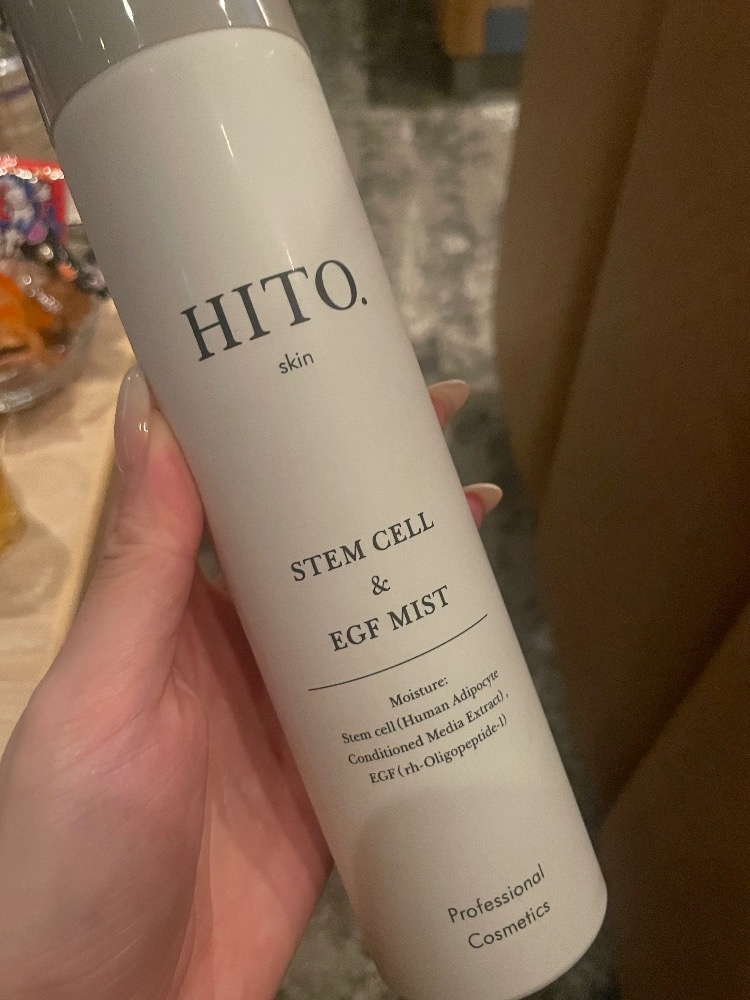 HITO.
skin
STEM CELL
&
EGF MIST
Moisture:
Stem cell (Human Adipocyte
Conditioned Media Extract),
EGF (rh-Oligopeptide-1)
Professional
Cosmetics